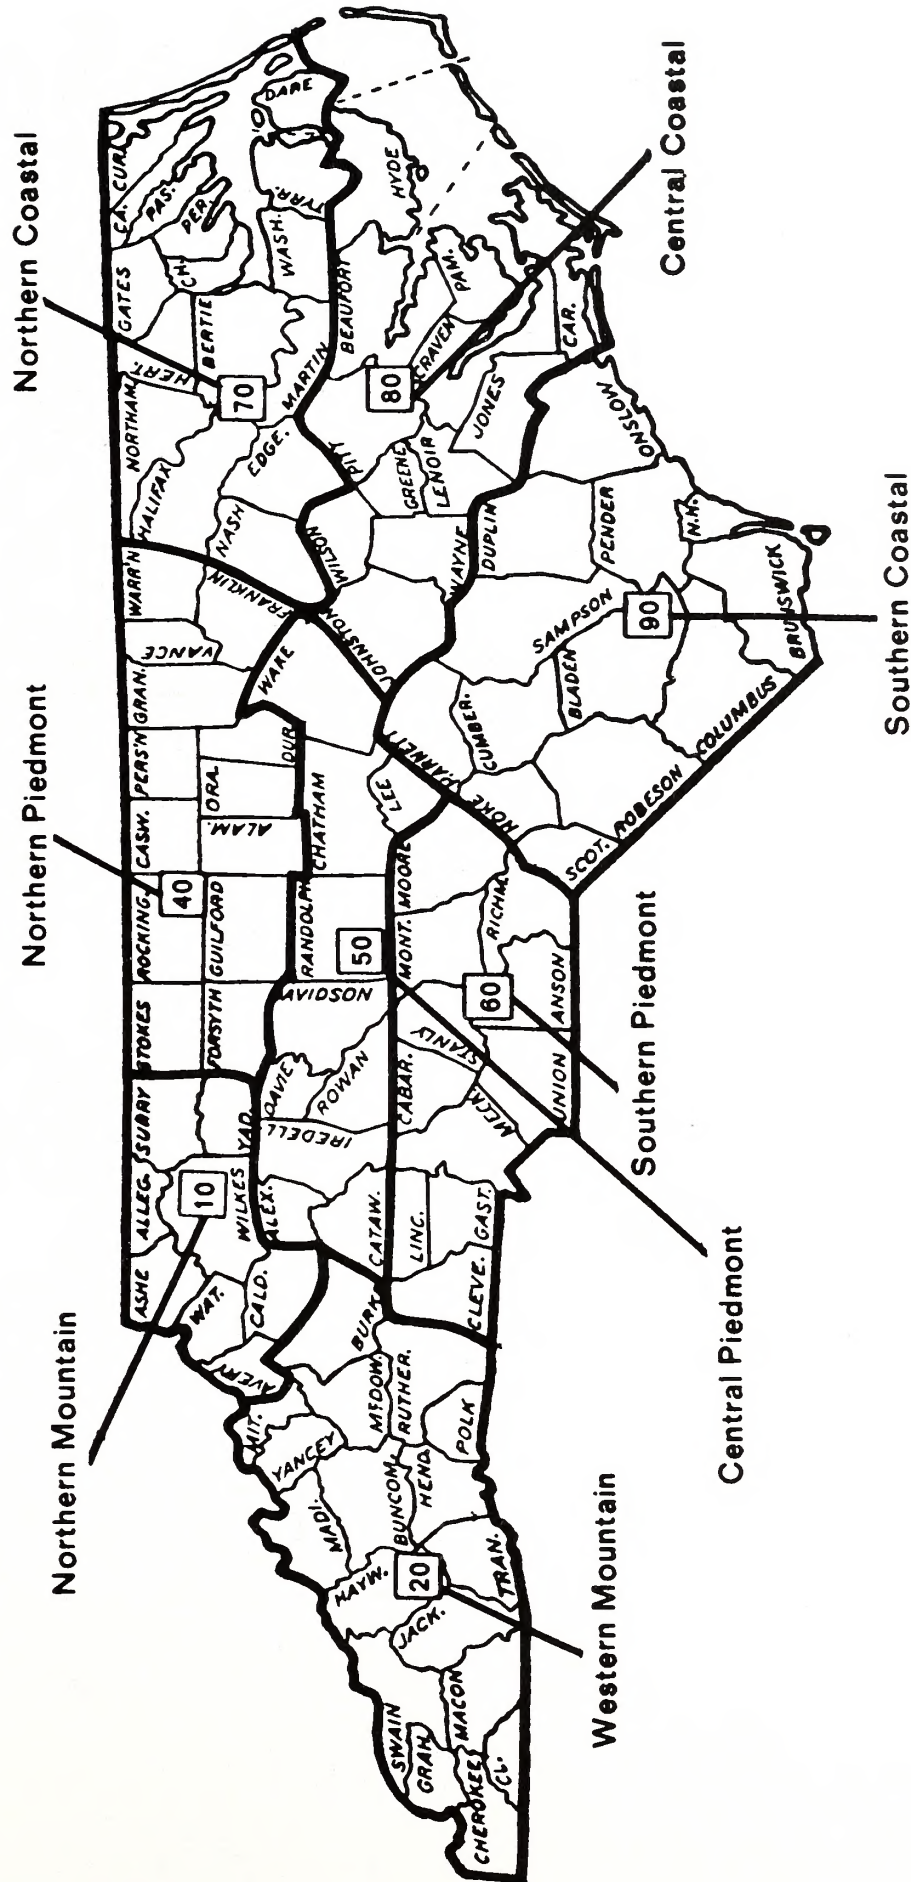 Northern Mountain
Northern Piedmont
Northern Coastal
Western Mountain
Central Piedmont
Southern Piedmont
Southern Coastal
Central Coastal
10
20
40
50
60
70
80
90
ASHE
ALLEG.
SURRY
STOKES
ROCKING.
CASW.
PERS'N
GRAN.
VANCE
WARR'N
NORTHAM.
HALIFAX
HERT.
GATES
CA.
CUR.
PAS.
PER.
CH.
BERTIE
WAT.
WILKES
YAD.
FORSYTH
GUILFORD
ALAM.
ORA.
DUR.
FRANKLIN
NASH
EDGE.
MARTIN
WASH.
TYRR.
DARE
MIT.
AVERY
CALD.
ALEX.
IREDELL
DAVIE
DAVIDSON
RANDOLPH
CHATHAM
WAKE
JOHNSTON
WILSON
PITT
BEAUFORT
HYDE
MADI.
YANCEY
McDOW.
BURK
CATAW.
ROWAN
LEE
GREENE
LENOIR
CRAVEN
PAM.
SWAIN
GRAH.
HAYW.
BUNCOM.
HEND.
RUTHER.
POLK
LINC.
CLEVE.
GAST.
MECK.
CABAR.
STANLY
MONT.
MOORE
HARNETT
WAYNE
DUPLIN
JONES
CAR.
CHEROKEE
CL.
MACON
JACK.
TRAN.
UNION
ANSON
RICHM.
HOKE
SCOT.
CUMBER.
SAMPSON
ROBESON
BLADEN
PENDER
ONSLOW
N.H.
COLUMBUS
BRUNSWICK